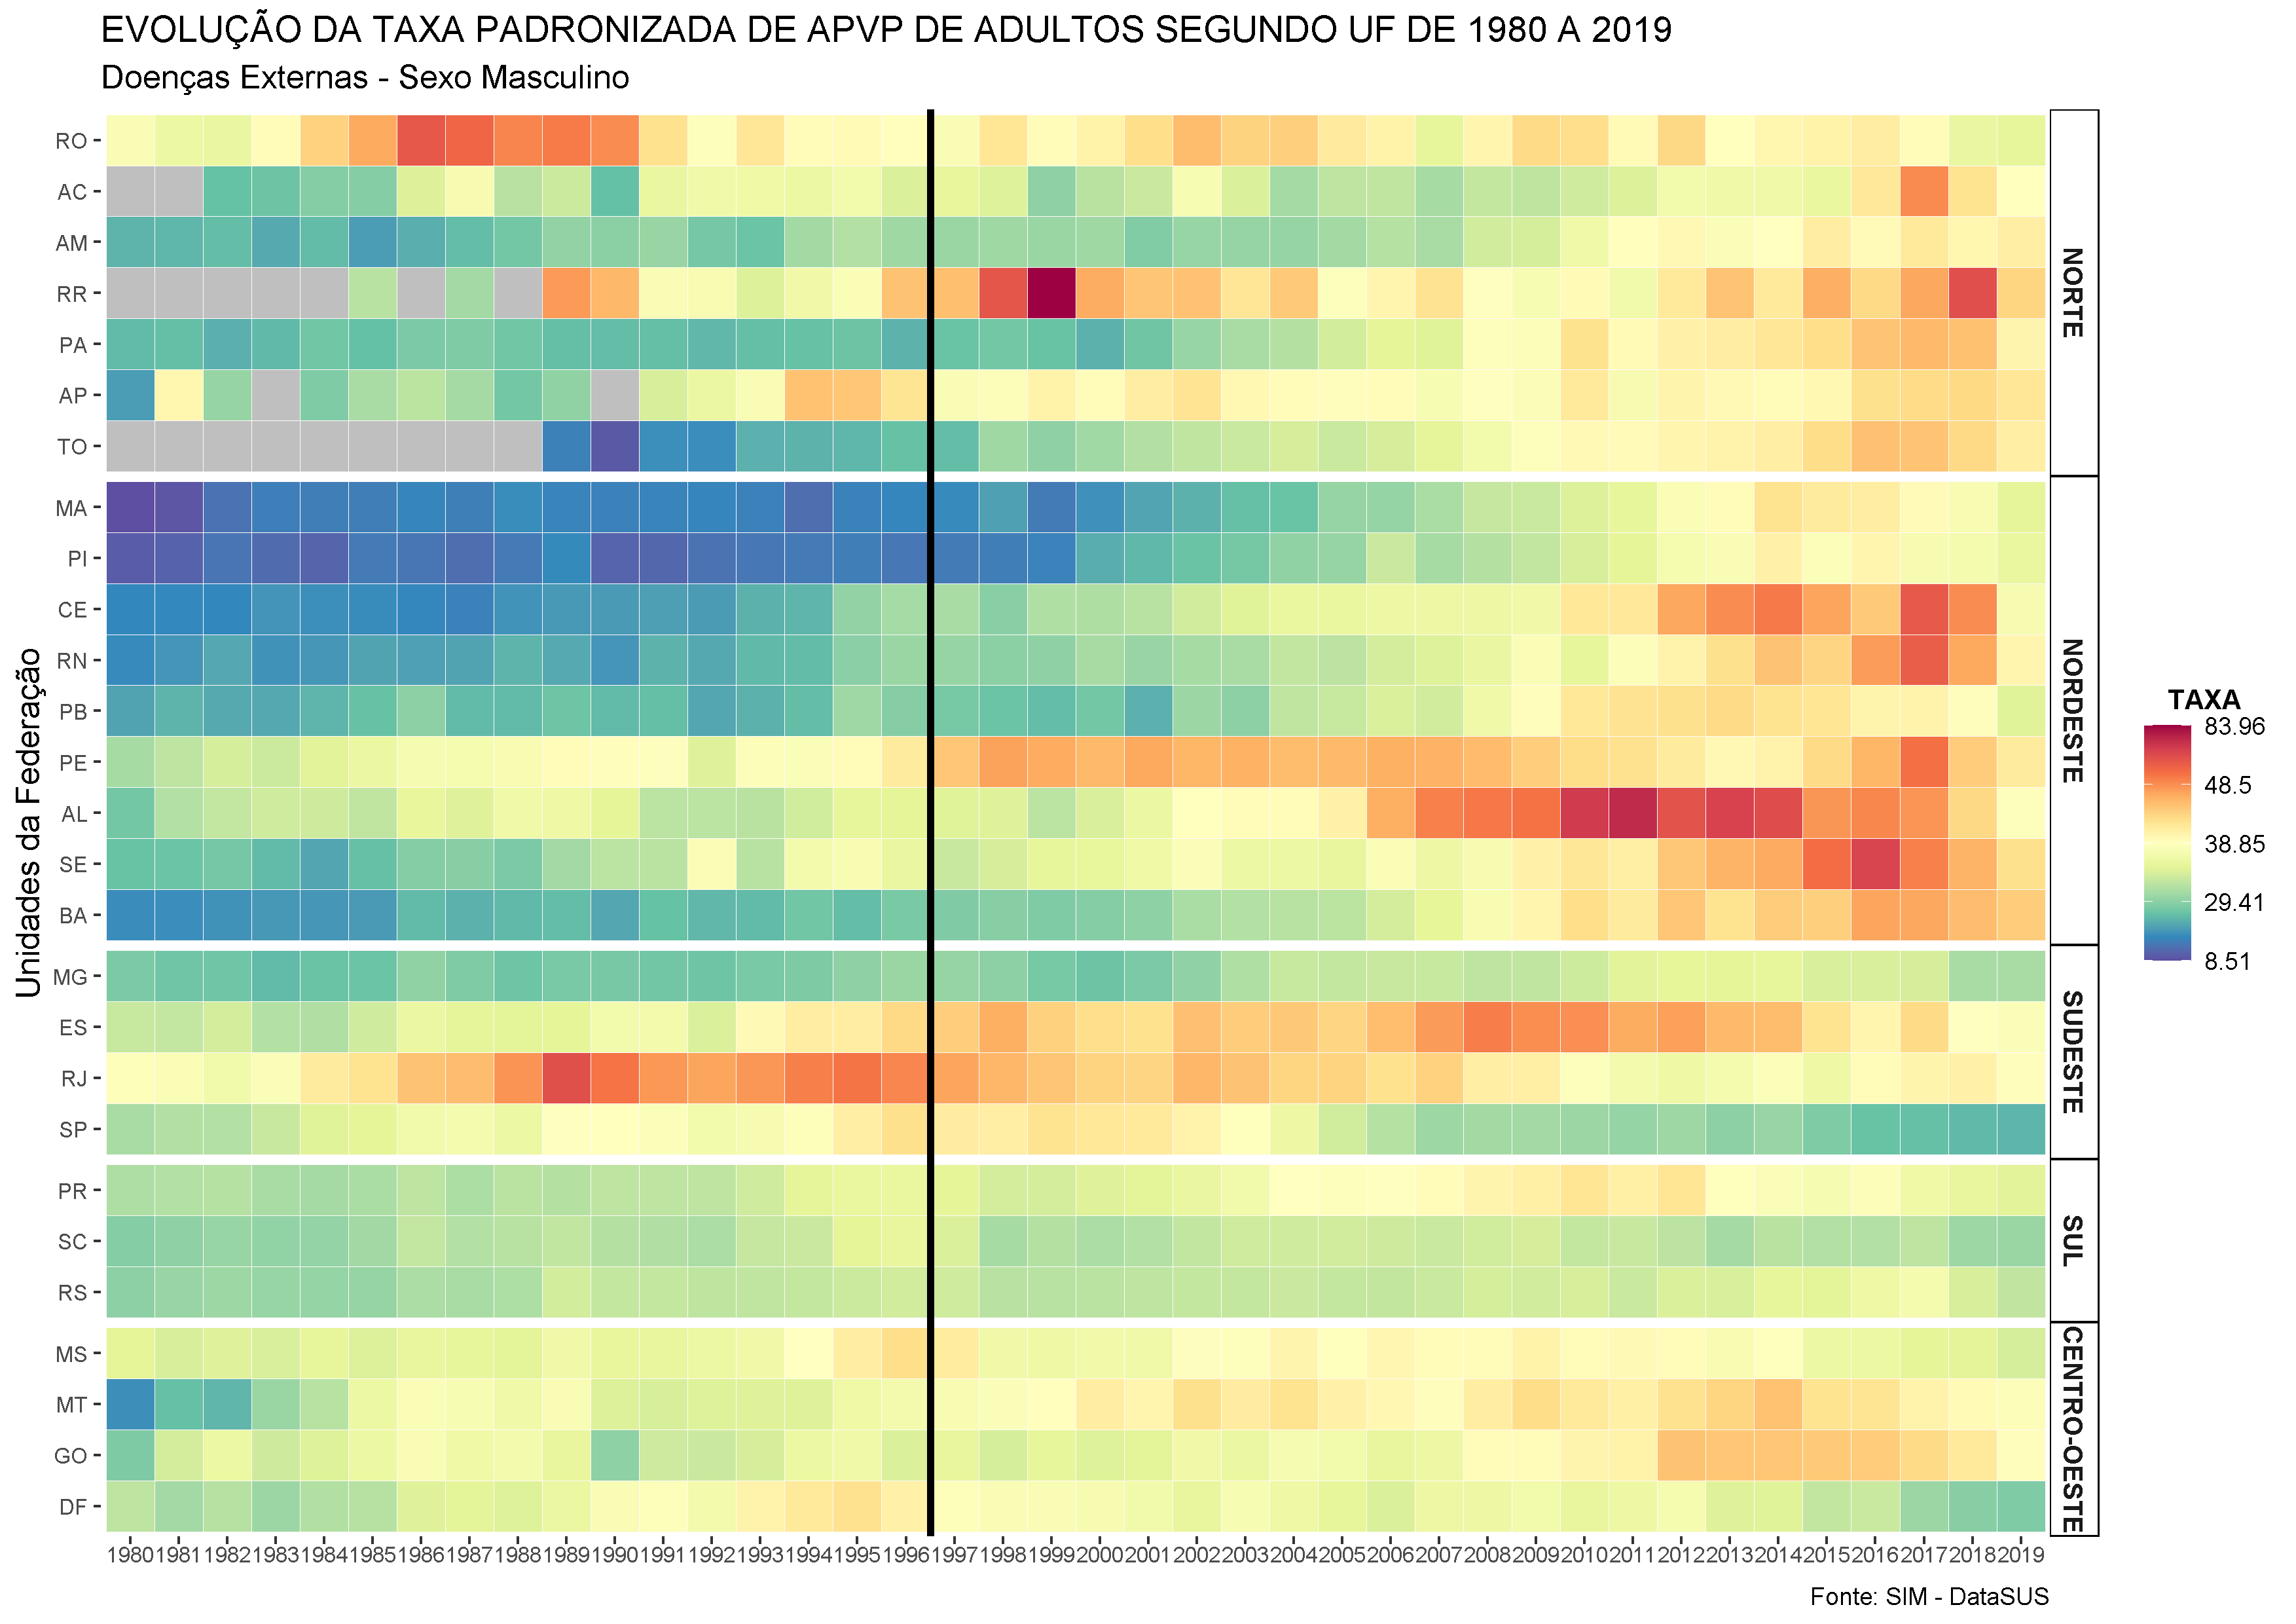 EVOLUÇÃO DA TAXA PADRONIZADA DE APVP DE ADULTOS SEGUNDO UF DE 1980 A 2019
Doenças Externas - Sexo Masculino
Unidades da Federação
RO
AC
AM
RR
PA
AP
TO
NORTE
MA
PI
CE
RN
PB
PE
AL
SE
BA
NORDESTE
MG
ES
RJ
SP
SUDESTE
PR
SC
RS
SUL
MS
MT
GO
DF
CENTRO-OESTE
1980 1981 1982 1983 1984 1985 1986 1987 1988 1989 1990 1991 1992 1993 1994 1995 1996 1997 1998 1999 2000 2001 2002 2003 2004 2005 2006 2007 2008 2009 2010 2011 2012 2013 2014 2015 2016 2017 2018 2019
TAXA
83.96
48.5
38.85
29.41
8.51
Fonte: SIM - DataSUS